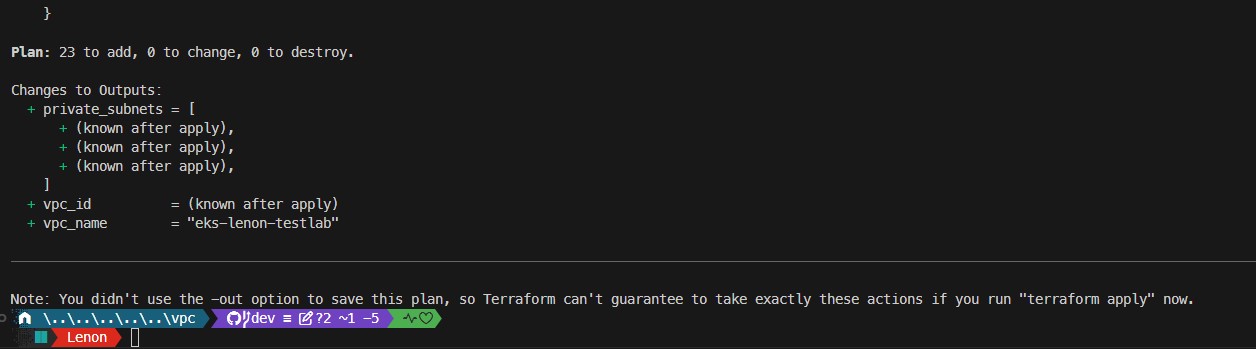 }
Plan: 23 to add, 0 to change, 0 to destroy.
Changes to Outputs:
+ private_subnets = [
+ (known after apply),
+ (known after apply),
+ (known after apply),
]
+ vpc_id = (known after apply)
+ vpc_name = "eks-lenon-testlab"
Note: You didn't use the -out option to save this plan, so Terraform can't guarantee to take exactly these actions if you run "terraform apply" now.
\..\..\..\..\..\vpc dev ≡ ?2 ~1 -5
Lenon